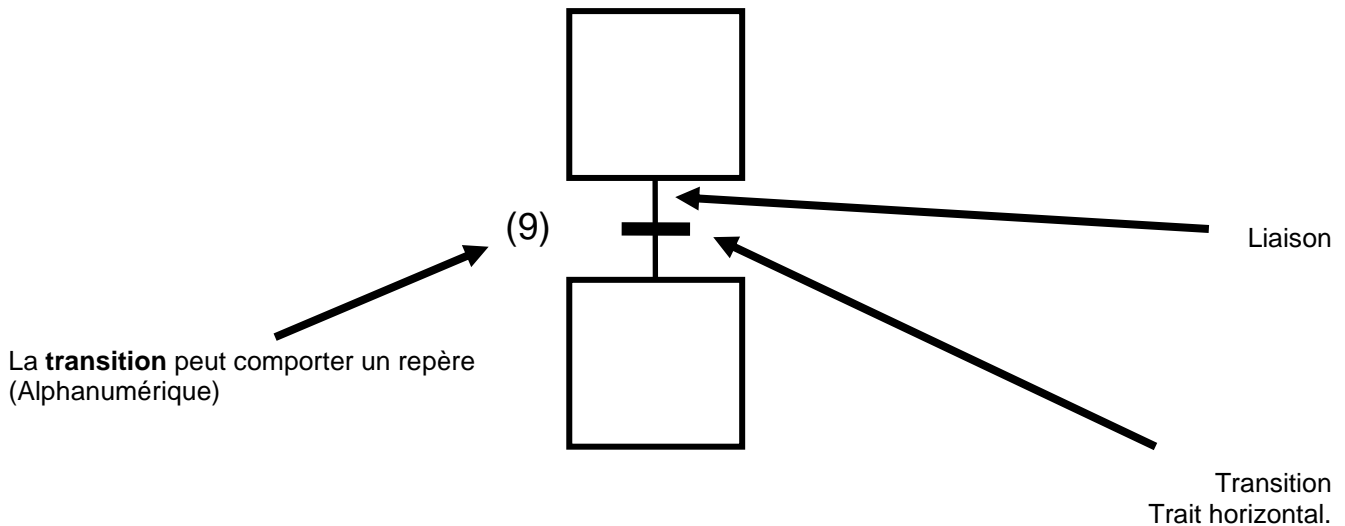 (9)
Liaison
La transition peut comporter un repère
(Alphanumérique)
Transition
Trait horizontal.